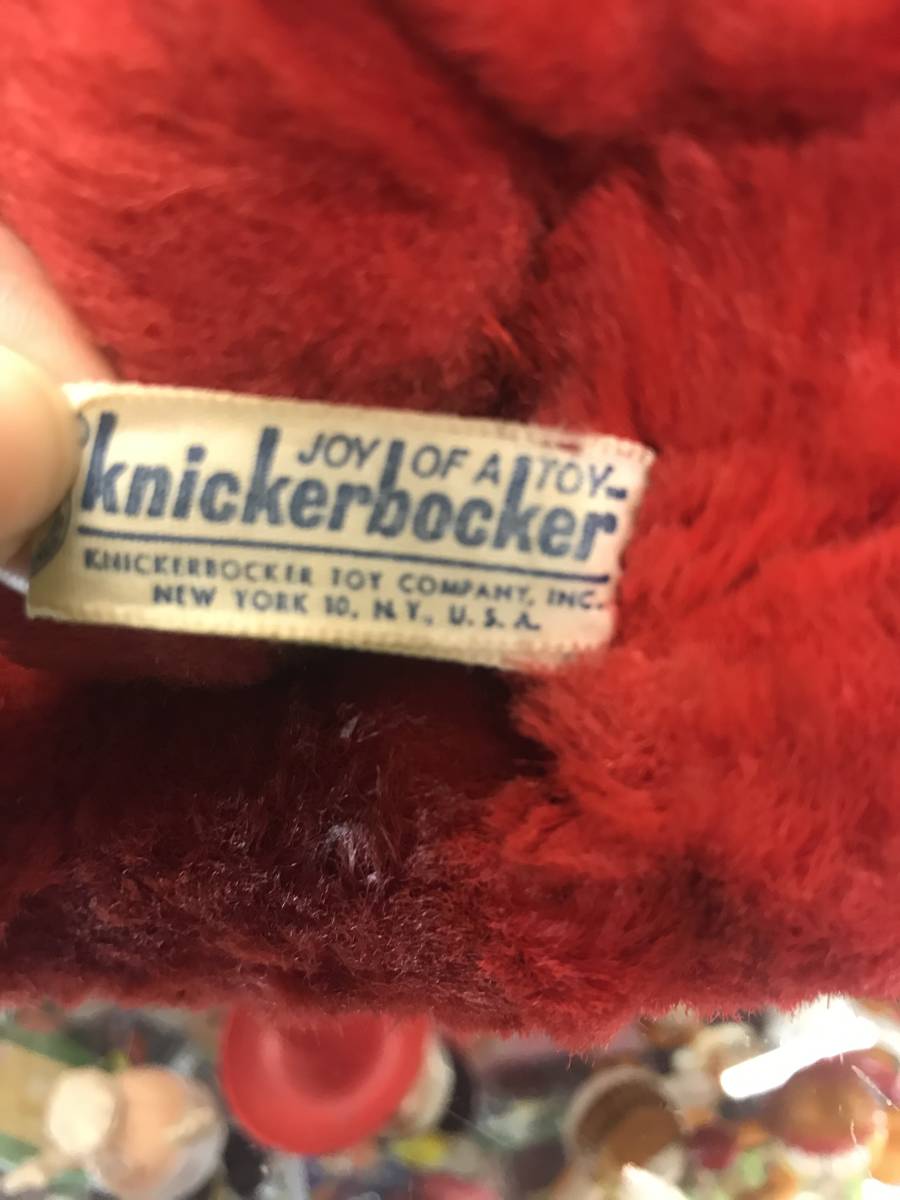 JOY OF A TOY-
knickerbocker
KNICKERBOCKER TOY COMPANY, INC.
NEW YORK 10, N.Y., U.S.A.